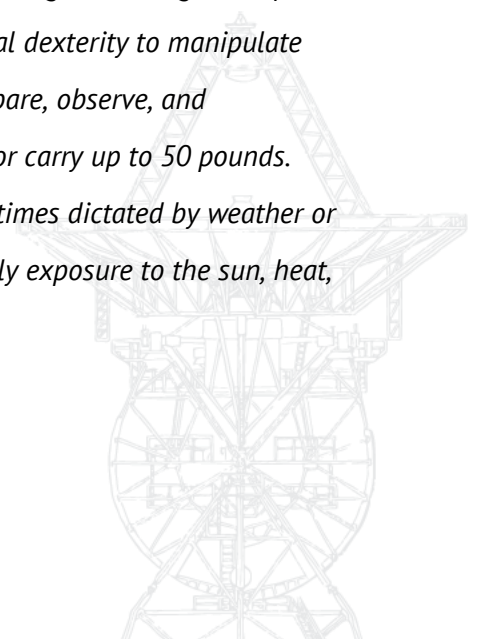 al dexterity to manipulate
pare, observe, and
or carry up to 50 pounds.
times dictated by weather or
ly exposure to the sun, heat,